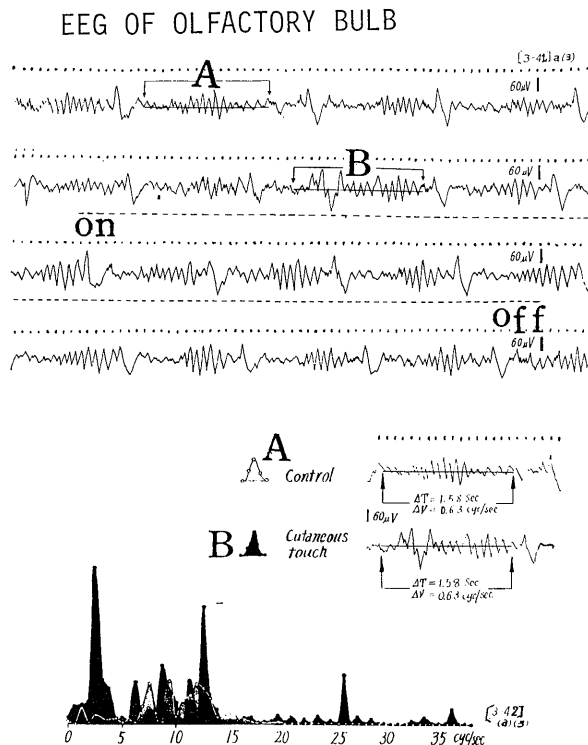 EEG OF OLFACTORY BULB
[3-41]a(3)
A
60μV
B
60μV
on
60μV
off
60μV
A Control
ΔT = 1.58 Sec
ΔV = 0.63 cyc/sec
60μV
B Cutaneous
touch
ΔT = 1.58 Sec
ΔV = 0.63 cyc/sec
[3-42]
(a)(3)
0 5 10 15 20 25 30 35 cyc/sec